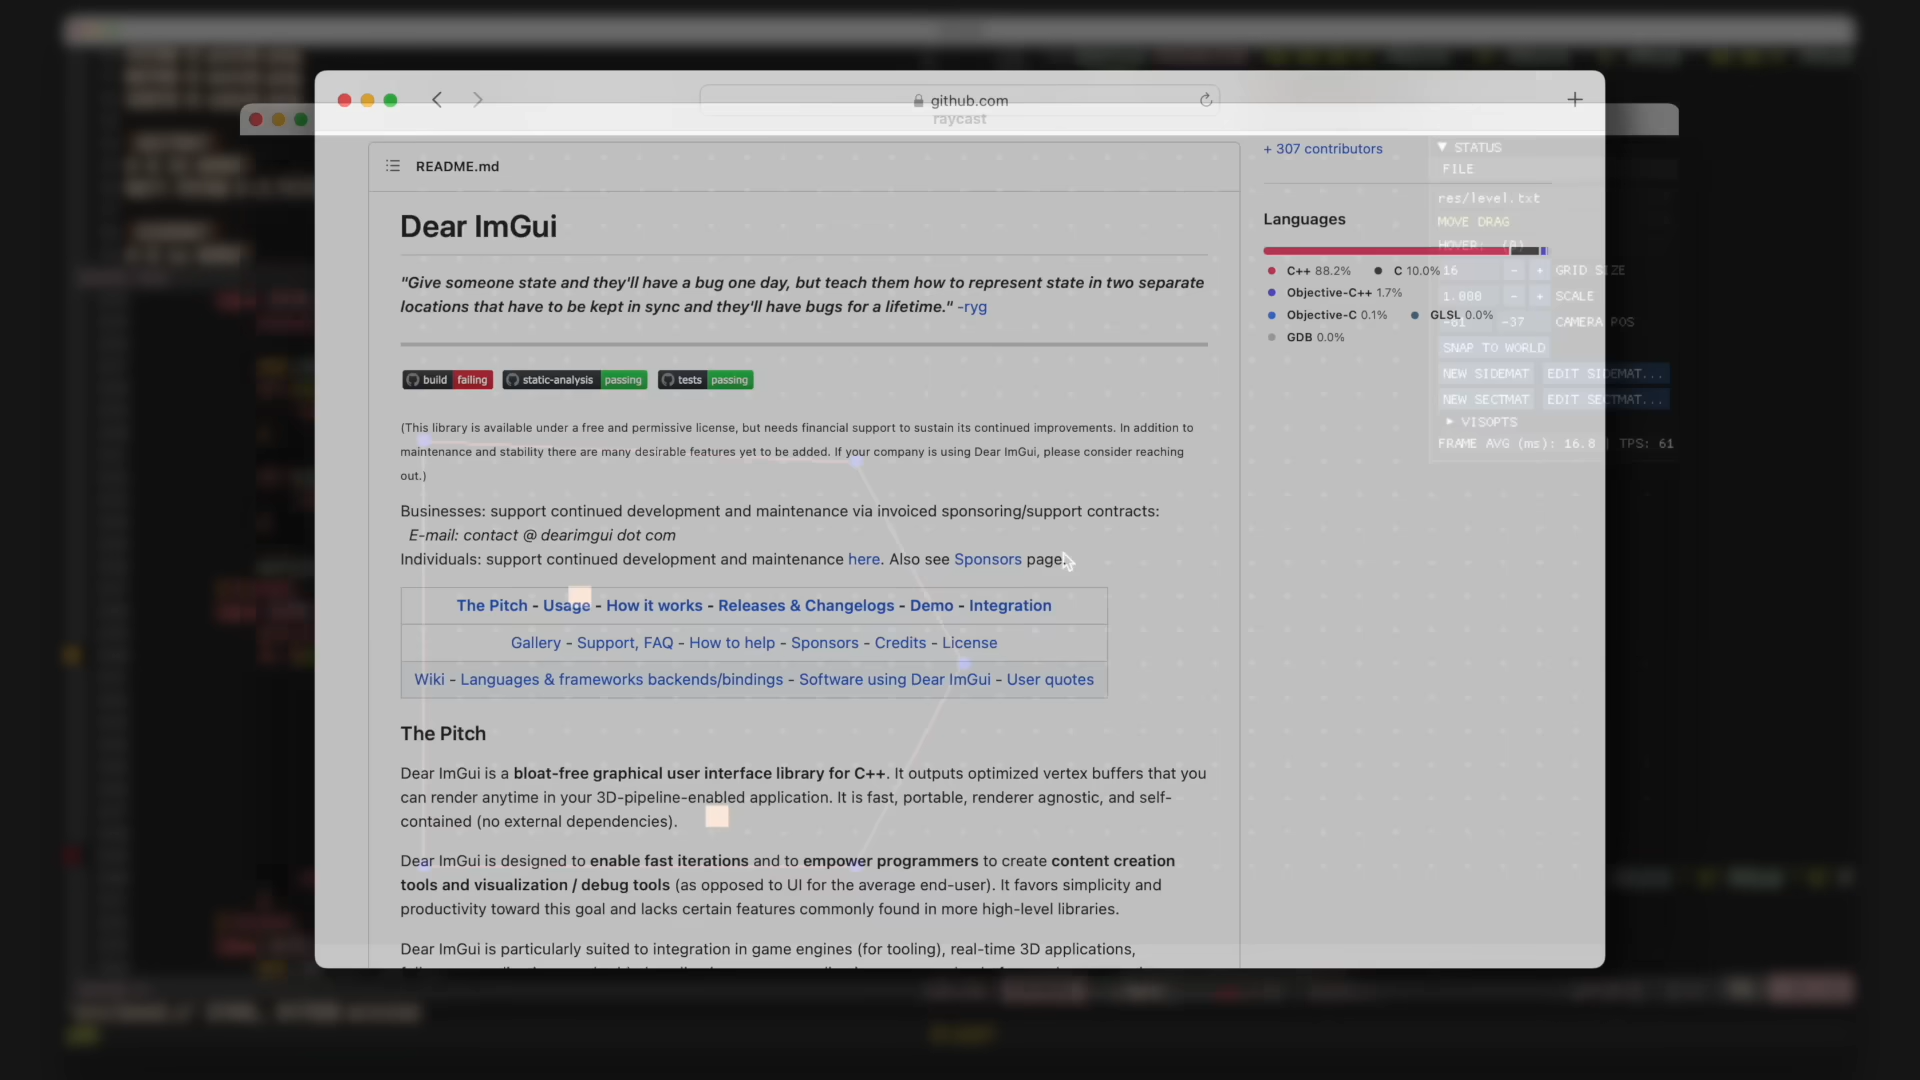 github.com
raycast
README.md
Dear ImGui
"Give someone state and they'll have a bug one day, but teach them how to represent state in two separate
locations that have to be kept in sync and they'll have bugs for a lifetime." -ryg
build failing static-analysis passing tests passing
(This library is available under a free and permissive license, but needs financial support to sustain its continued improvements. In addition to
maintenance and stability there are many desirable features yet to be added. If your company is using Dear ImGui, please consider reaching
out.)
Businesses: support continued development and maintenance via invoiced sponsoring/support contracts:
E-mail: contact @ dearimgui dot com
Individuals: support continued development and maintenance here. Also see Sponsors page.
The Pitch - Usage - How it works - Releases & Changelogs - Demo - Integration
Gallery - Support, FAQ - How to help - Sponsors - Credits - License
Wiki - Languages & frameworks backends/bindings - Software using Dear ImGui - User quotes
The Pitch
Dear ImGui is a bloat-free graphical user interface library for C++. It outputs optimized vertex buffers that you
can render anytime in your 3D-pipeline-enabled application. It is fast, portable, renderer agnostic, and self-
contained (no external dependencies).
Dear ImGui is designed to enable fast iterations and to empower programmers to create content creation
tools and visualization / debug tools (as opposed to UI for the average end-user). It favors simplicity and
productivity toward this goal and lacks certain features commonly found in more high-level libraries.
Dear ImGui is particularly suited to integration in game engines (for tooling), real-time 3D applications,
+ 307 contributors
Languages
C++ 88.2% C 10.0%
Objective-C++ 1.7%
Objective-C 0.1% GLSL 0.0%
GDB 0.0%
▼ STATUS
FILE
res/level.txt
MOVE DRAG
HOVER:
16 - + GRID SIZE
1.000 - + SCALE
-61 -37 CAMERA POS
SNAP TO WORLD
NEW SIDEMAT EDIT SIDEMAT...
NEW SECTMAT EDIT SECTMAT...
► VISOPTS
FRAME AVG (ms): 16.8 | TPS: 61